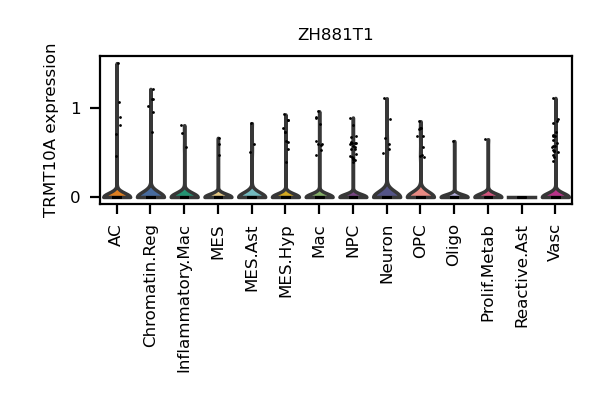 ZH881T1
TRMT10A expression
1
0
AC
Chromatin.Reg
Inflammatory.Mac
MES
MES.Ast
MES.Hyp
Mac
NPC
Neuron
OPC
Oligo
Prolif.Metab
Reactive.Ast
Vasc